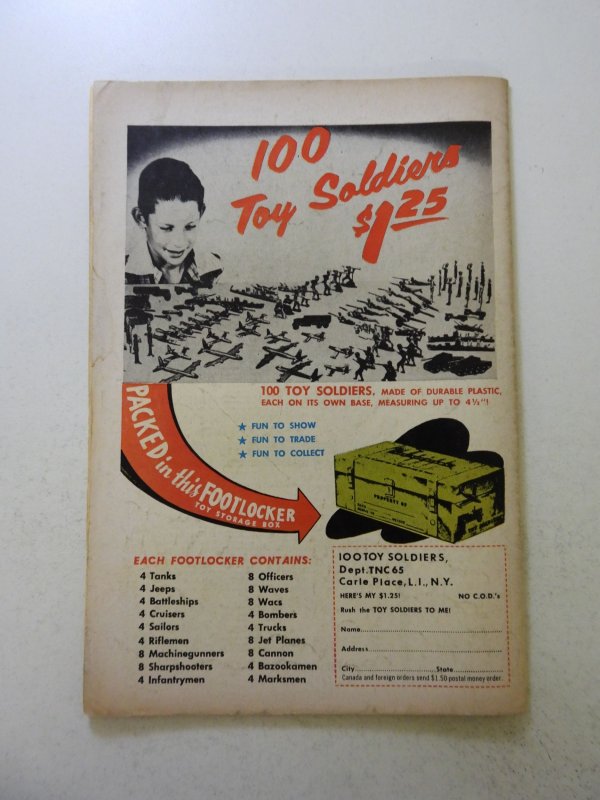 100
Toy Soldiers
$1.25
100 TOY SOLDIERS, MADE OF DURABLE PLASTIC,
EACH ON ITS OWN BASE, MEASURING UP TO 4½"!
★ FUN TO SHOW
★ FUN TO TRADE
★ FUN TO COLLECT
PACKED in this FOOTLOCKER
TOY STORAGE BOX
PROPERTY OF
EACH FOOTLOCKER CONTAINS:
4 Tanks
4 Jeeps
4 Battleships
4 Cruisers
4 Sailors
4 Riflemen
8 Machinegunners
8 Sharpshooters
4 Infantrymen
8 Officers
8 Waves
8 Wacs
4 Bombers
4 Trucks
8 Jet Planes
8 Cannon
4 Bazookamen
4 Marksmen
100 TOY SOLDIERS,
Dept. TNC 65
Carle Place, L.I., N.Y.
HERE'S MY $1.25! NO C.O.D.'s
Rush the TOY SOLDIERS TO ME!
Name
Address
City State
Canada and foreign orders send $1.50 postal money order.